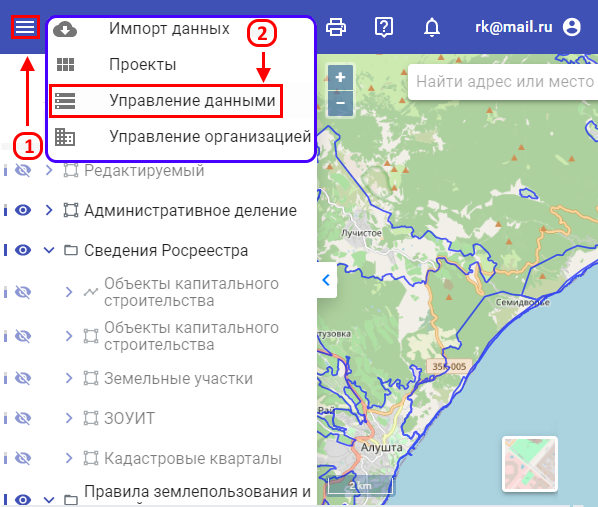 Импорт данных
2
rk@mail.ru
Проекты
Управление данными
Найти адрес или место
Управление организацией
1
Редактируемый
Административное деление
Сведения Росреестра
Объекты капитального
строительства
Объекты капитального
строительства
Земельные участки
ЗОУИТ
Кадастровые кварталы
Правила землепользования и
+
−
Лучистое
Семидворье
35К-005
Алушта
2 km